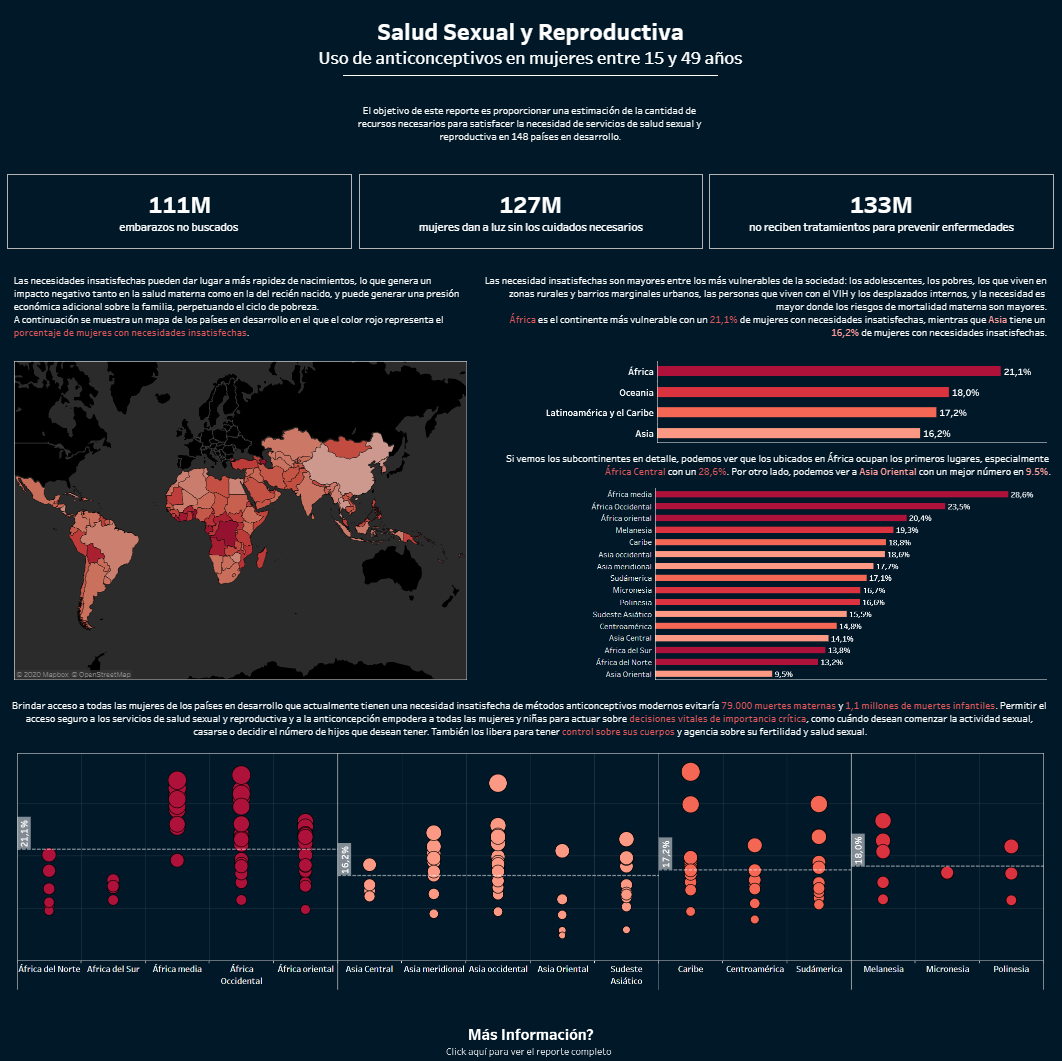 Salud Sexual y Reproductiva
Uso de anticonceptivos en mujeres entre 15 y 49 años
El objetivo de este reporte es proporcionar una estimación de la cantidad de
recursos necesarios para satisfacer la necesidad de servicios de salud sexual y
reproductiva en 148 países en desarrollo.
111M
embarazos no buscados
127M
mujeres dan a luz sin los cuidados necesarios
133M
no reciben tratamientos para prevenir enfermedades
Las necesidades insatisfechas pueden dar lugar a más rapidez de nacimientos, lo que genera un
impacto negativo tanto en la salud materna como en la del recién nacido, y puede generar una presión
económica adicional sobre la familia, perpetuando el ciclo de pobreza.
A continuación se muestra un mapa de los países en desarrollo en el que el color rojo representa el
porcentaje de mujeres con necesidades insatisfechas.
Las necesidad insatisfechas son mayores entre los más vulnerables de la sociedad: los adolescentes, los pobres, los que viven en
zonas rurales y barrios marginales urbanos, las personas que viven con el VIH y los desplazados internos, y la necesidad es
mayor donde los riesgos de mortalidad materna son mayores.
África es el continente más vulnerable con un 21,1% de mujeres con necesidades insatisfechas, mientras que Asia tiene un
16,2% de mujeres con necesidades insatisfechas.
© 2020 Mapbox © OpenStreetMap
África 21,1%
Oceania 18,0%
Latinoamérica y el Caribe 17,2%
Asia 16,2%
Si vemos los subcontinentes en detalle, podemos ver que los ubicados en África ocupan los primeros lugares, especialmente
África Central con un 28,6%. Por otro lado, podemos ver a Asia Oriental con un mejor número en 9.5%.
África media 28,6%
África Occidental 23,5%
África oriental 20,4%
Melanesia 19,3%
Caribe 18,8%
Asia occidental 18,6%
Asia meridional 17,7%
Sudámerica 17,1%
Micronesia 16,7%
Polinesia 16,6%
Sudeste Asiático 15,5%
Centroamérica 14,8%
Asia Central 14,1%
Africa del Sur 13,8%
África del Norte 13,2%
Asia Oriental 9,5%
Brindar acceso a todas las mujeres de los países en desarrollo que actualmente tienen una necesidad insatisfecha de métodos anticonceptivos modernos evitaría 79.000 muertes maternas y 1,1 millones de muertes infantiles. Permitir el
acceso seguro a los servicios de salud sexual y reproductiva y a la anticoncepción empodera a todas las mujeres y niñas para actuar sobre decisiones vitales de importancia crítica, como cuándo desean comenzar la actividad sexual,
casarse o decidir el número de hijos que desean tener. También los libera para tener control sobre sus cuerpos y agencia sobre su fertilidad y salud sexual.
21,1%
16,2%
17,2%
18,0%
África del Norte
Africa del Sur
África media
África
Occidental
África oriental
Asia Central
Asia meridional
Asia occidental
Asia Oriental
Sudeste
Asiático
Caribe
Centroamérica
Sudámerica
Melanesia
Micronesia
Polinesia
Más Información?
Click aquí para ver el reporte completo